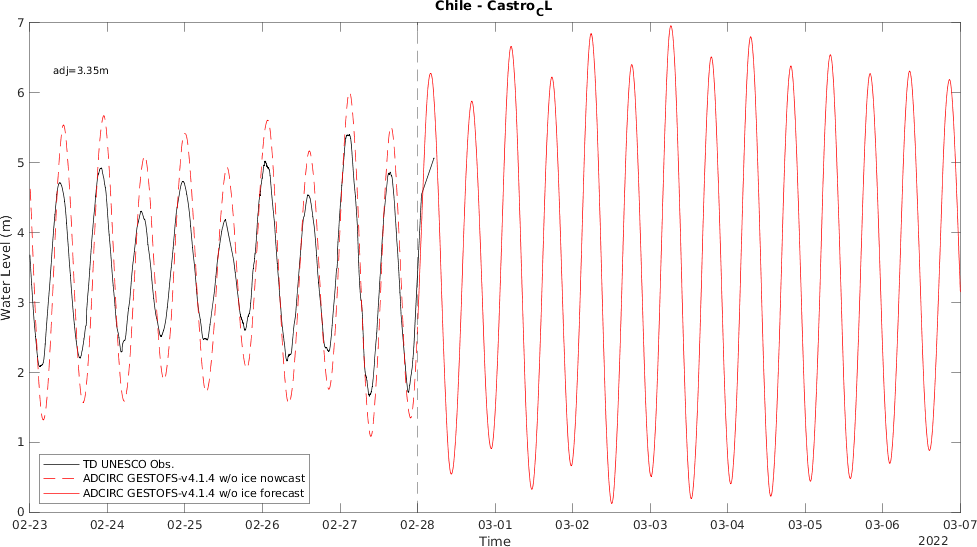 Chile - CastroCL
7
adj=3.35m
6
5
4
3
2
1
0
Water Level (m)
TD UNESCO Obs.
ADCIRC GESTOFS-v4.1.4 w/o ice nowcast
ADCIRC GESTOFS-v4.1.4 w/o ice forecast
02-23 02-24 02-25 02-26 02-27 02-28 03-01 03-02 03-03 03-04 03-05 03-06 03-07
Time
2022